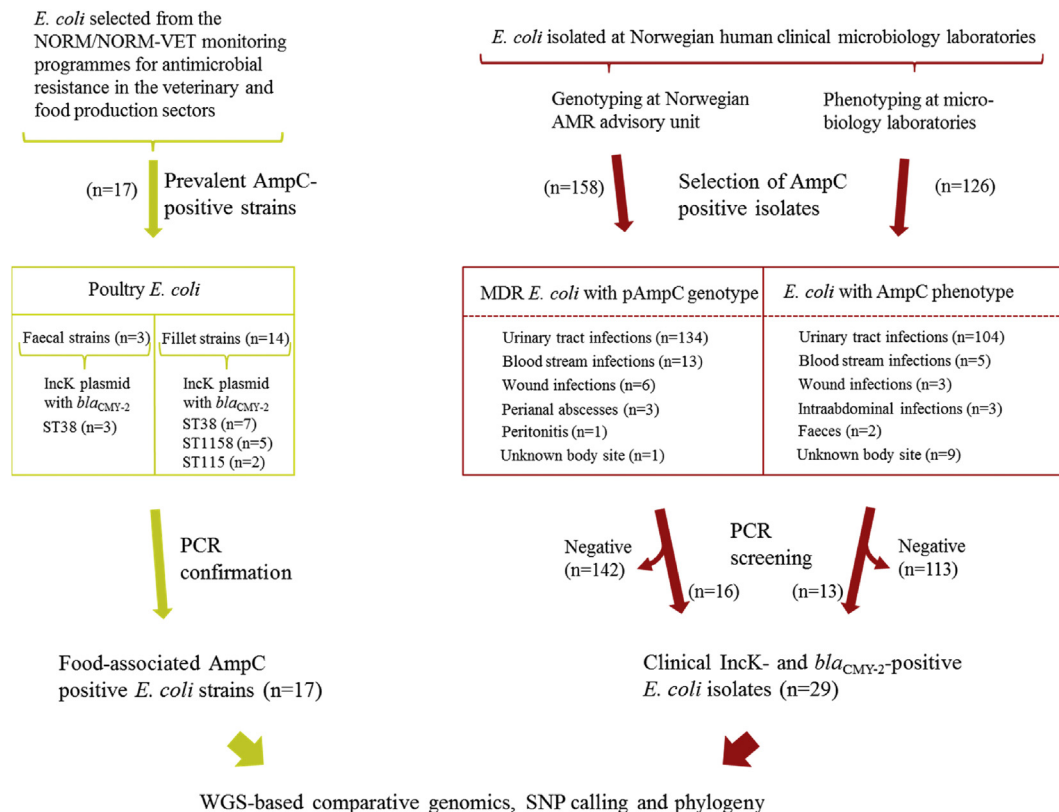 E. coli selected from the
NORM/NORM-VET monitoring
programmes for antimicrobial
resistance in the veterinary and
food production sectors
(n=17)
Prevalent AmpC-
positive strains
Poultry E. coli
Faecal strains (n=3)
IncK plasmid
with blaCMY-2
ST38 (n=3)
Fillet strains (n=14)
IncK plasmid
with blaCMY-2
ST38 (n=7)
ST1158 (n=5)
ST115 (n=2)
PCR
confirmation
Food-associated AmpC
positive E. coli strains (n=17)
E. coli isolated at Norwegian human clinical microbiology laboratories
Genotyping at Norwegian
AMR advisory unit
Phenotyping at micro-
biology laboratories
(n=158)
Selection of AmpC
positive isolates
(n=126)
MDR E. coli with pAmpC genotype
Urinary tract infections (n=134)
Blood stream infections (n=13)
Wound infections (n=6)
Perianal abscesses (n=3)
Peritonitis (n=1)
Unknown body site (n=1)
E. coli with AmpC phenotype
Urinary tract infections (n=104)
Blood stream infections (n=5)
Wound infections (n=3)
Intraabdominal infections (n=3)
Faeces (n=2)
Unknown body site (n=9)
Negative
(n=142)
PCR
screening
Negative
(n=113)
(n=16)
(n=13)
Clinical IncK- and blaCMY-2-positive
E. coli isolates (n=29)
WGS-based comparative genomics, SNP calling and phylogeny